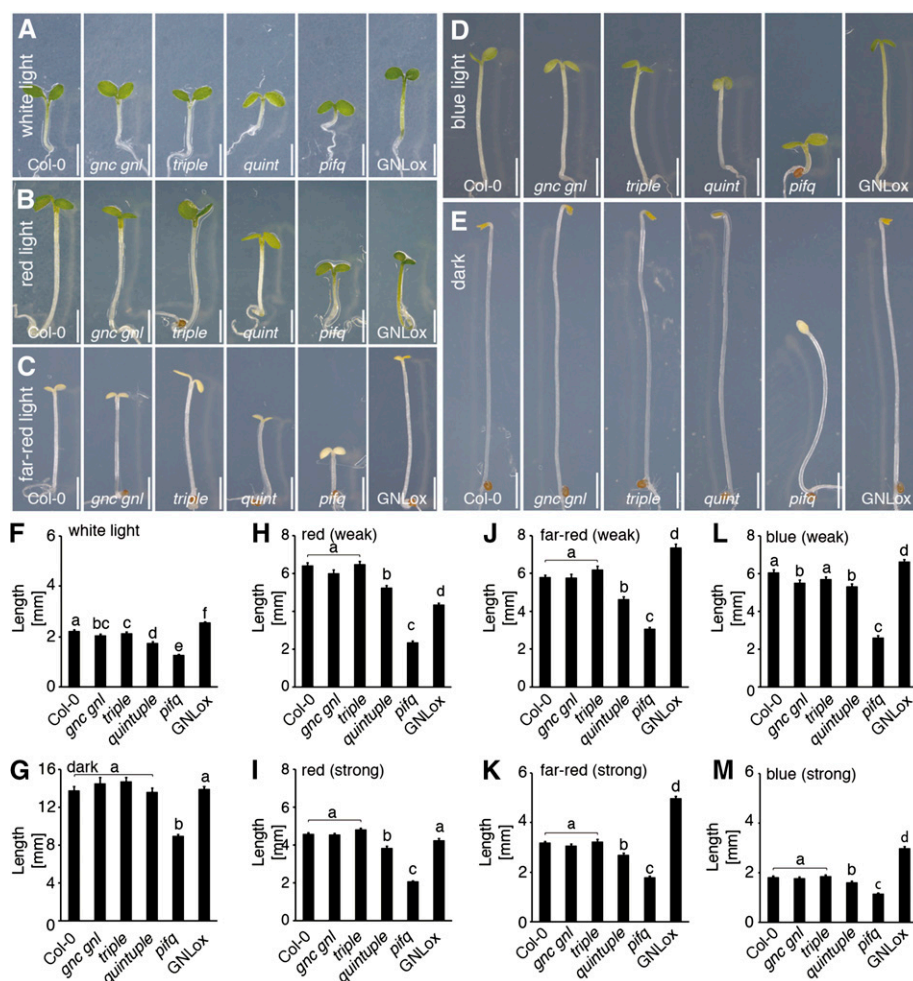 A
white light
Col-0 gnc gnl triple quint pifq GNLox
B
red light
Col-0 gnc gnl triple quint pifq GNLox
C
far-red light
Col-0 gnc gnl triple quint pifq GNLox
D
blue light
Col-0 gnc gnl triple quint pifq GNLox
E
dark
Col-0 gnc gnl triple quint pifq GNLox
F white light
Length
[mm]
6
4
2
0
a bc c d e f
Col-0 gnc gnl triple quintuple pifq GNLox
H red (weak)
Length
[mm]
8
6
4
2
0
a b c d
Col-0 gnc gnl triple quintuple pifq GNLox
J far-red (weak)
Length
[mm]
8
6
4
2
0
a b c d
Col-0 gnc gnl triple quintuple pifq GNLox
L blue (weak)
Length
[mm]
8
6
4
2
0
a b a b c d
Col-0 gnc gnl triple quintuple pifq GNLox
G dark
Length
[mm]
16
13
9
6
3
0
a b a
Col-0 gnc gnl triple quintuple pifq GNLox
I red (strong)
Length
[mm]
8
6
4
2
0
a b c a
Col-0 gnc gnl triple quintuple pifq GNLox
K far-red (strong)
Length
[mm]
6
4
2
0
a b c d
Col-0 gnc gnl triple quintuple pifq GNLox
M blue (strong)
Length
[mm]
6
4
2
0
a b c d
Col-0 gnc gnl triple quintuple pifq GNLox